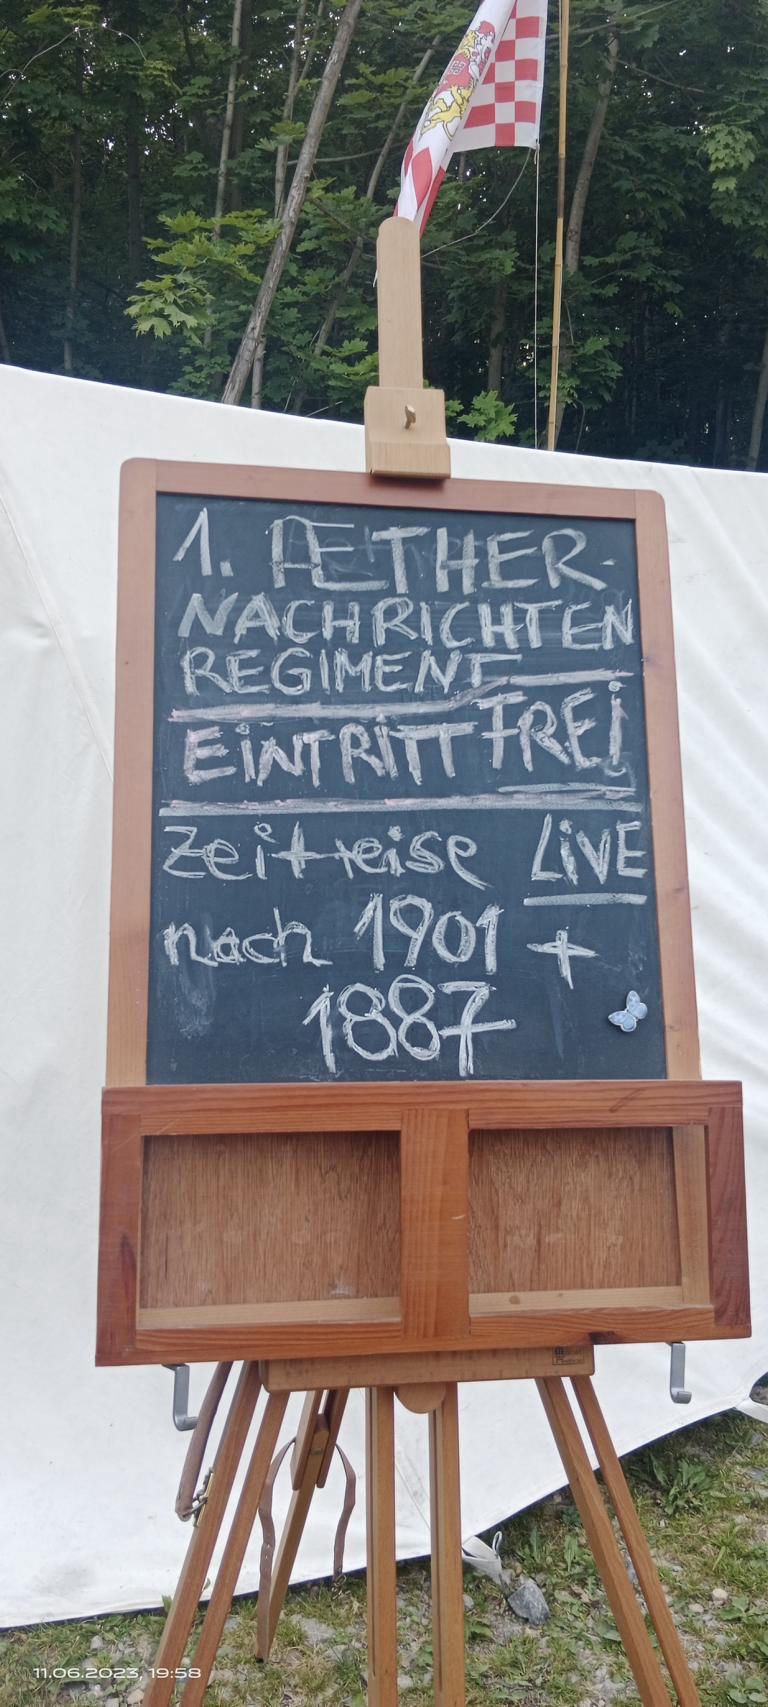 1. ÆTHER-
NACHRICHTEN
REGIMENT
EiNTRiTT FREi
Zeitreise LiVE
nach 1901 +
1887
11.06.2023, 19:58